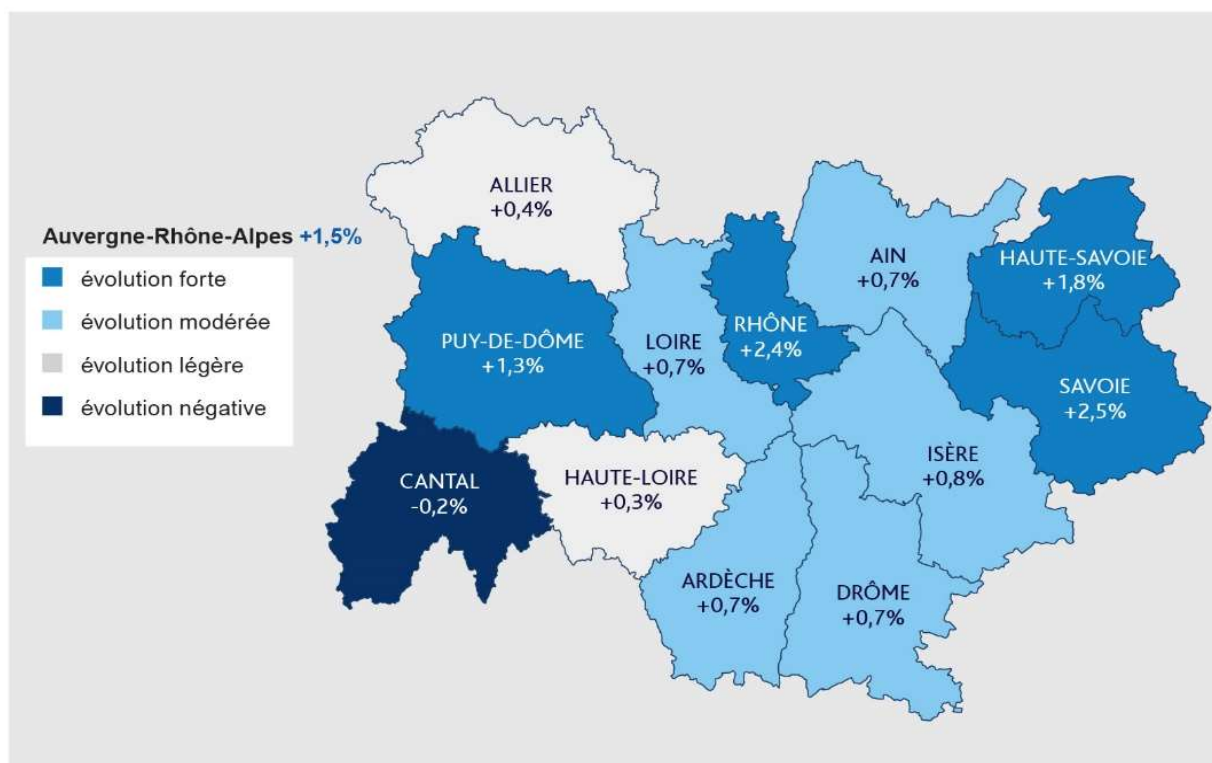 Auvergne-Rhône-Alpes +1,5%
évolution forte
évolution modérée
évolution légère
évolution négative
ALLIER
+0,4%
PUY-DE-DÔME
+1,3%
CANTAL
-0,2%
HAUTE-LOIRE
+0,3%
LOIRE
+0,7%
RHÔNE
+2,4%
AIN
+0,7%
HAUTE-SAVOIE
+1,8%
SAVOIE
+2,5%
ISÈRE
+0,8%
ARDÈCHE
+0,7%
DRÔME
+0,7%